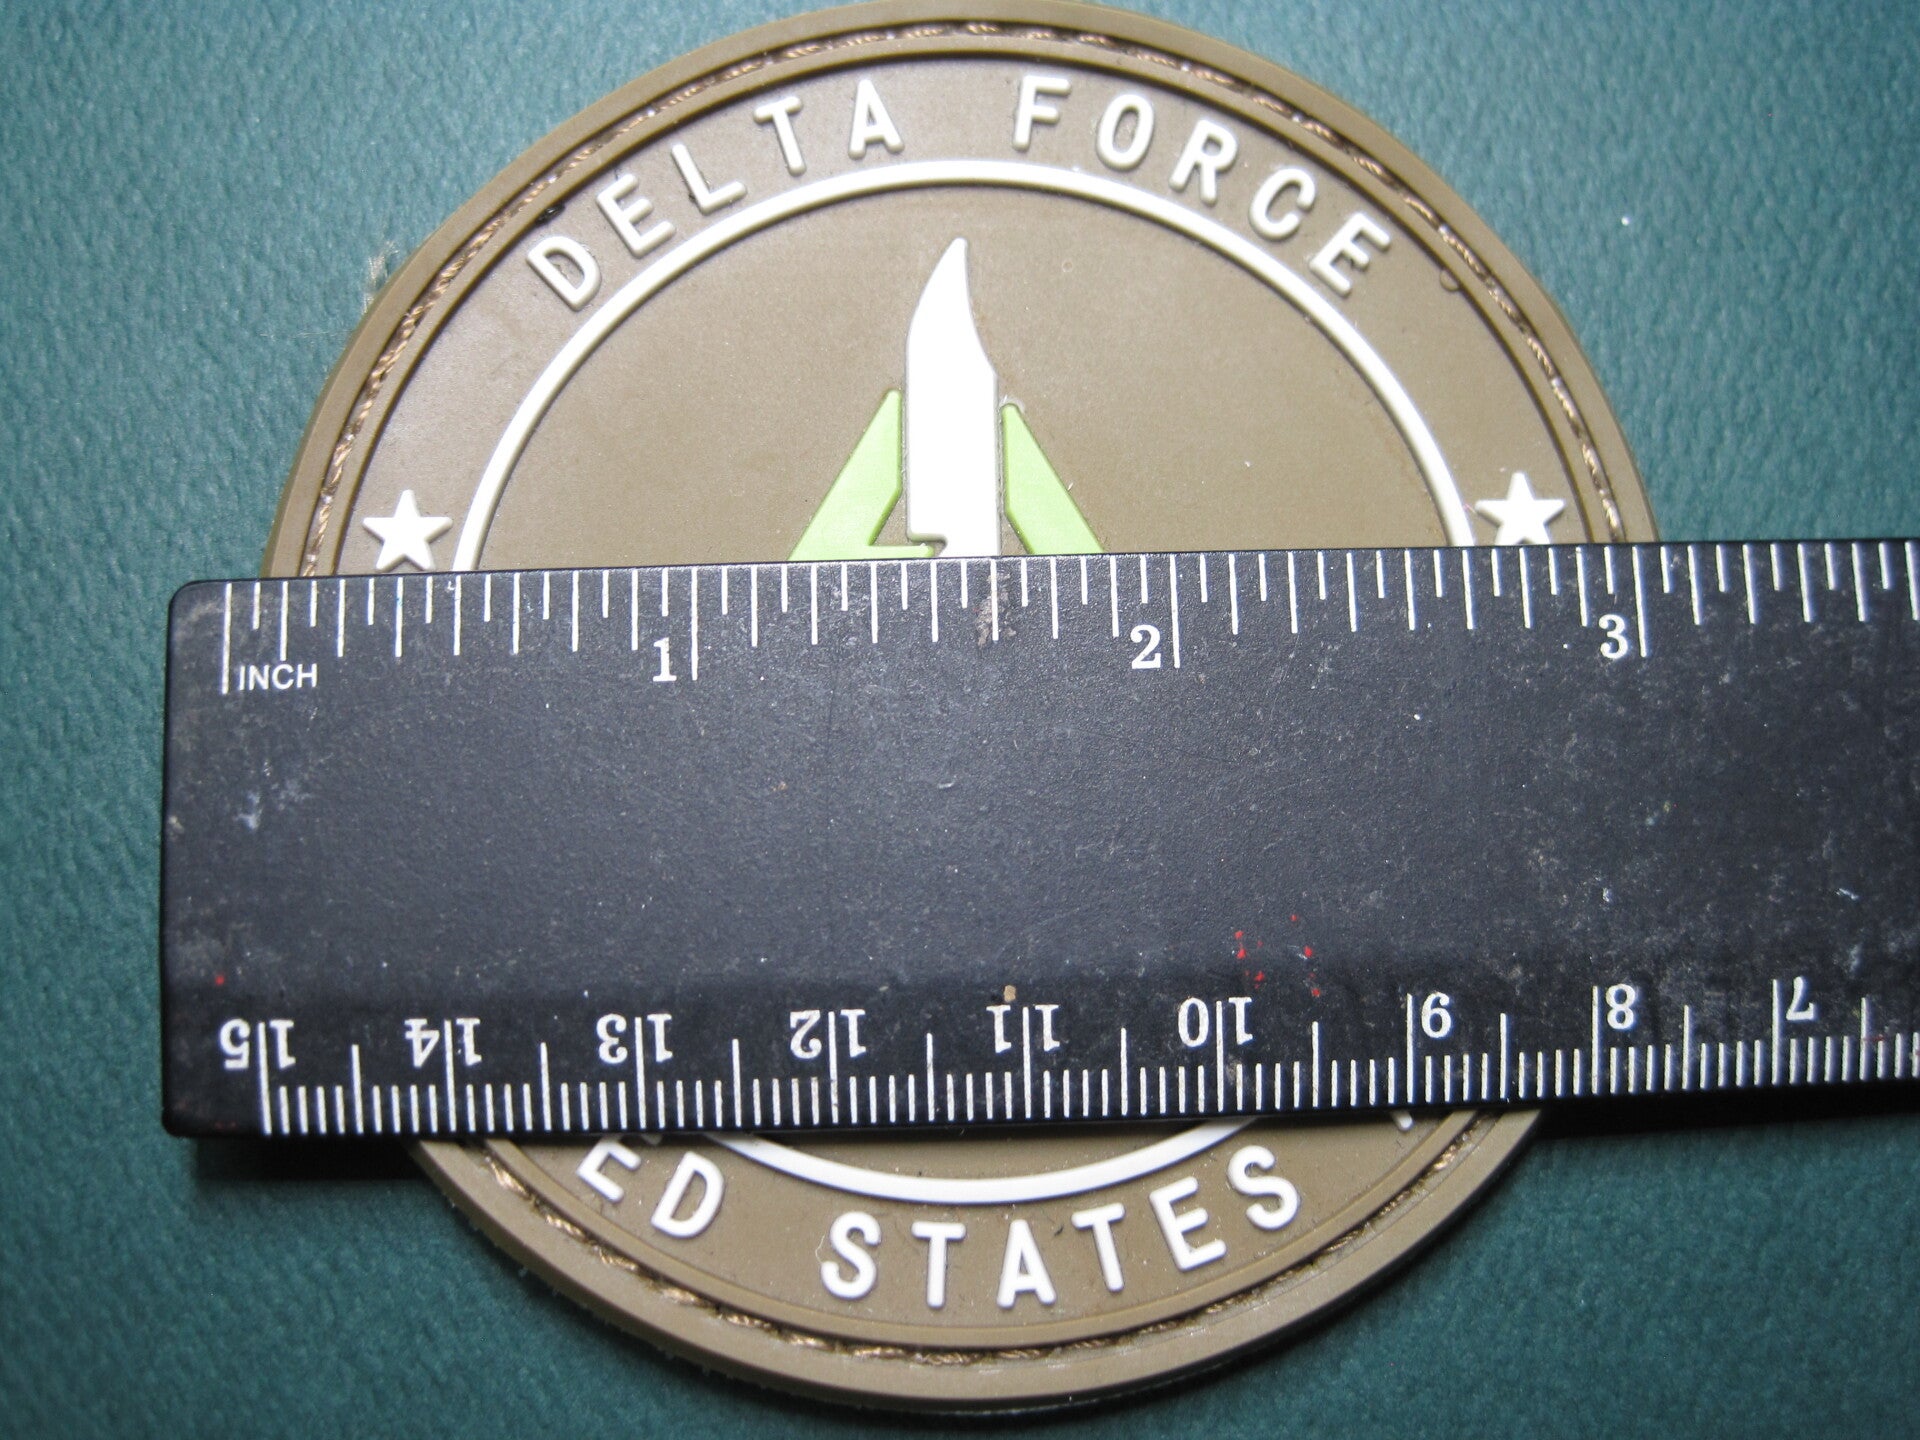 DELTA FORCE
1 2 3
INCH
15 14 13 12 11 10 9 8 7
ED STATES